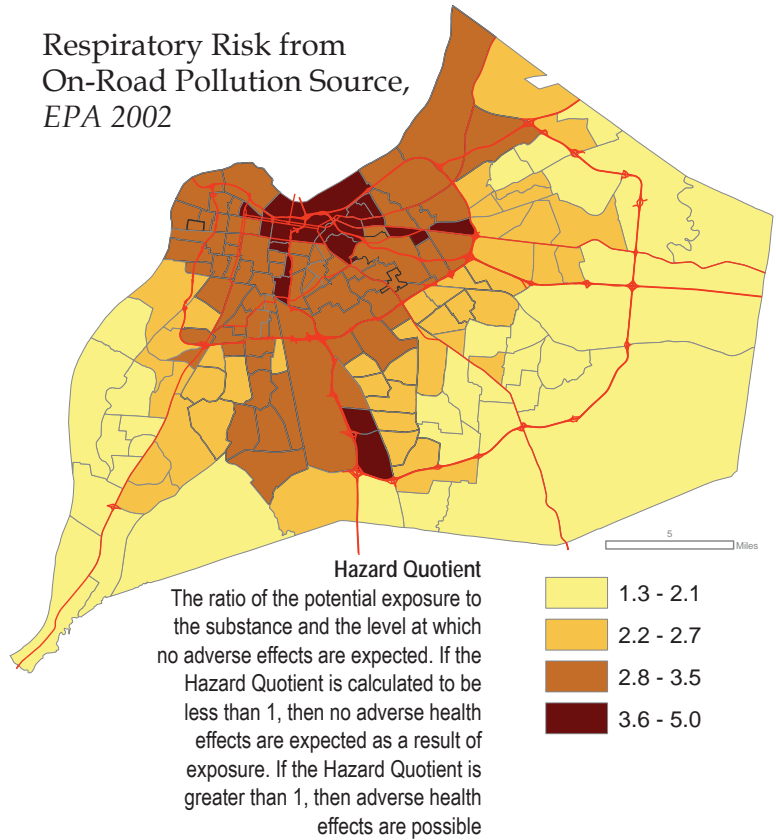 Respiratory Risk from
On-Road Pollution Source,
EPA 2002
5
Miles
Hazard Quotient
The ratio of the potential exposure to
the substance and the level at which
no adverse effects are expected. If the
Hazard Quotient is calculated to be
less than 1, then no adverse health
effects are expected as a result of
exposure. If the Hazard Quotient is
greater than 1, then adverse health
effects are possible
1.3 - 2.1
2.2 - 2.7
2.8 - 3.5
3.6 - 5.0